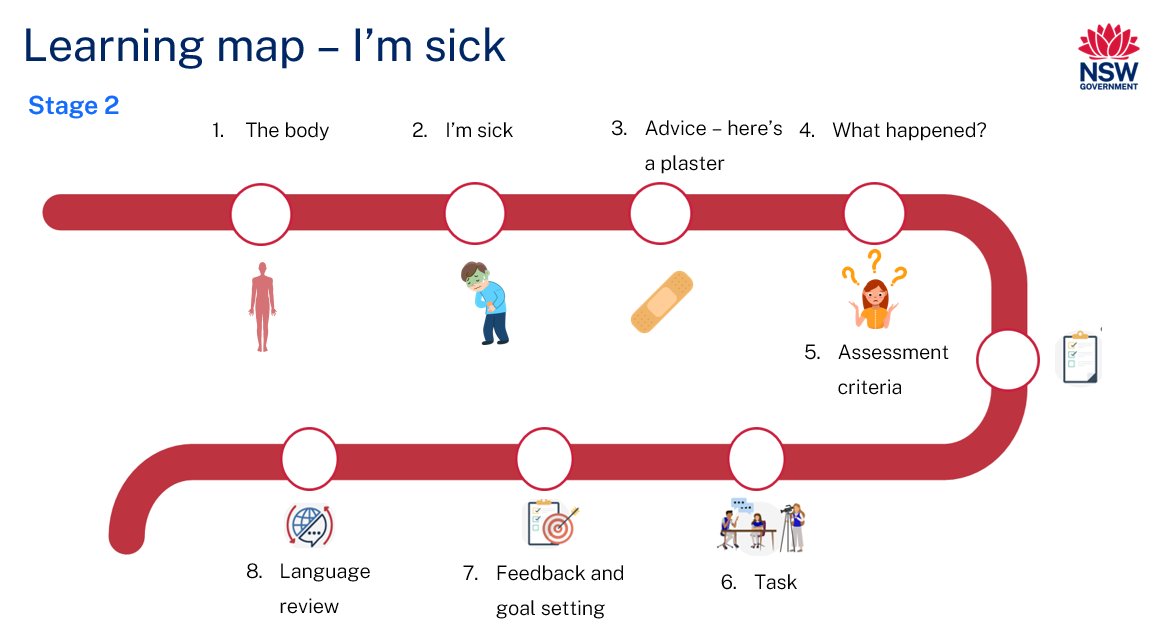 Learning map – I’m sick
NSW
GOVERNMENT
Stage 2
1. The body
2. I’m sick
3. Advice – here’s
a plaster
4. What happened?
5. Assessment
criteria
6. Task
7. Feedback and
goal setting
8. Language
review